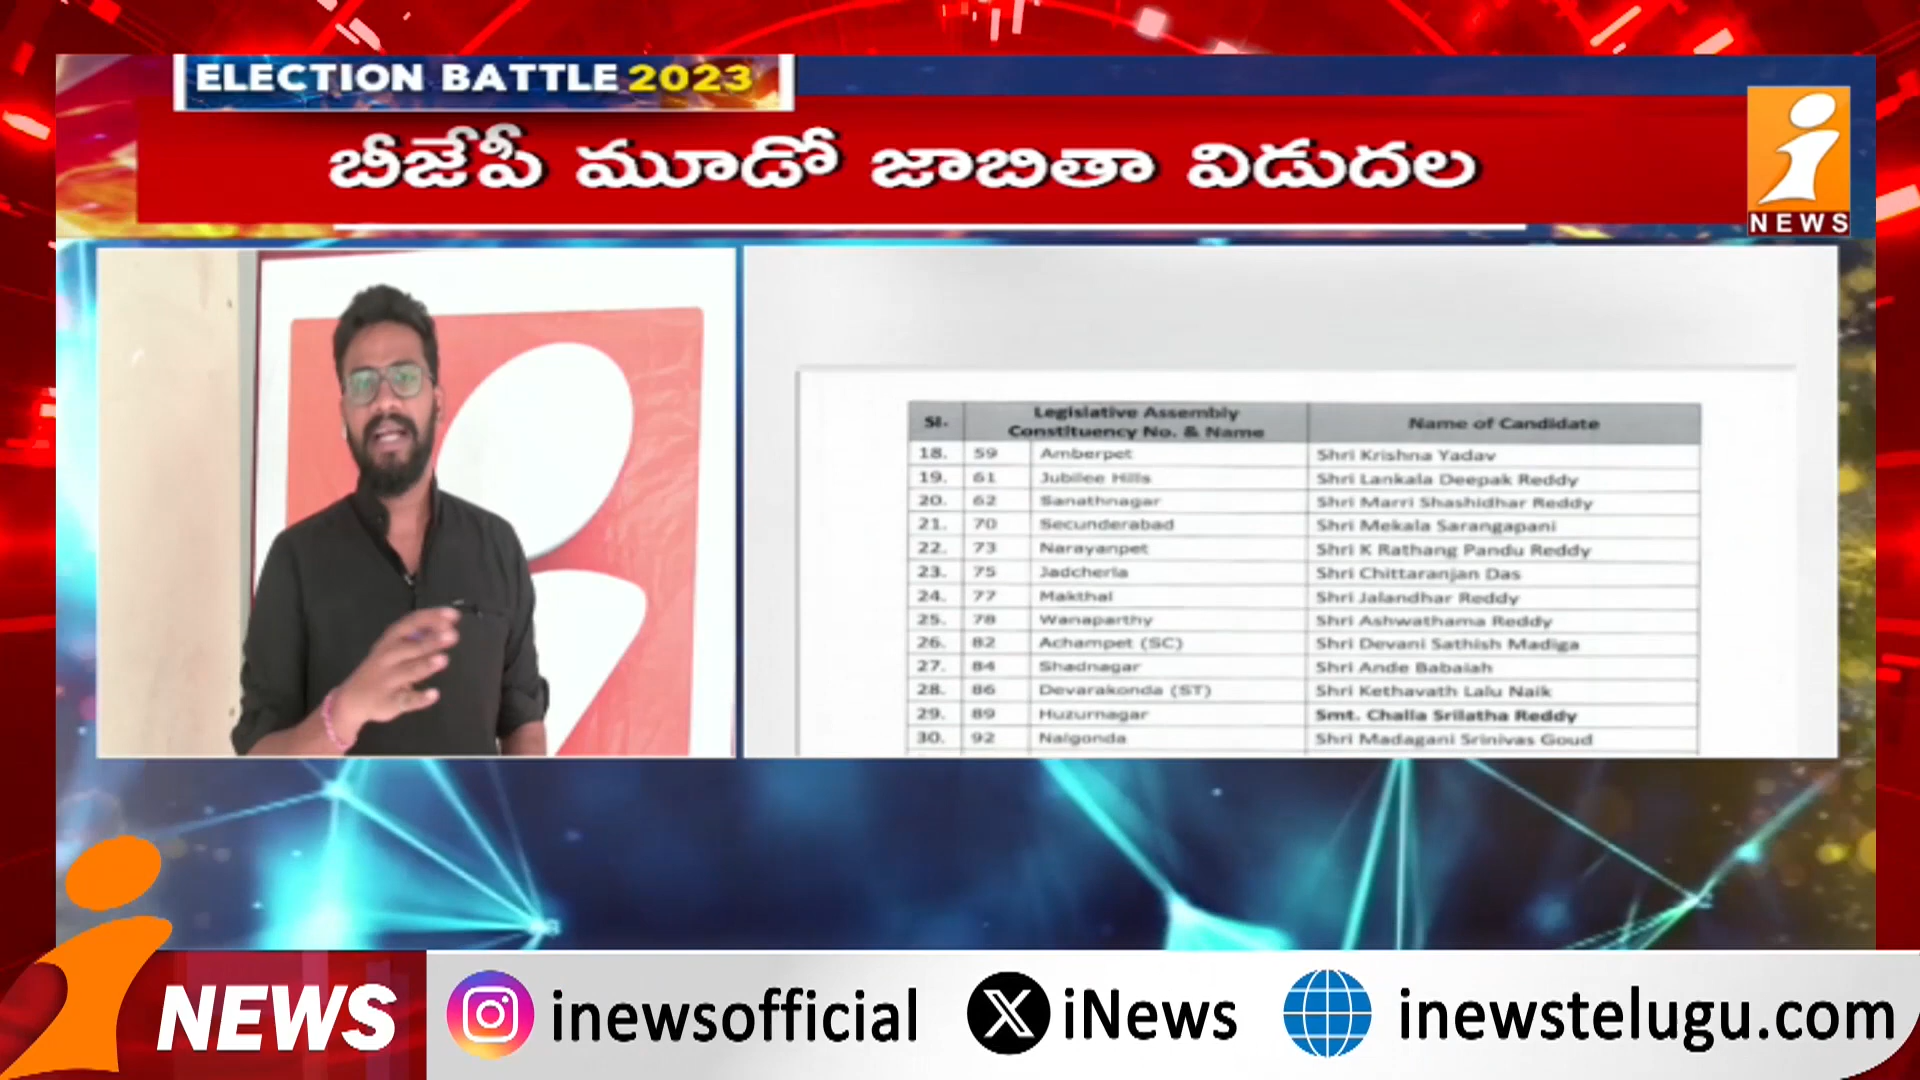 ELECTION BATTLE 2023
బీజేపీ మూడో జాబితా విడుదల
NEWS
Sl. Legislative Assembly Constituency No. & Name Name of Candidate
18. 59 Amberpet Shri Krishna Yadav
19. 61 Jubilee Hills Shri Lankala Deepak Reddy
20. 62 Sanathnagar Shri Marri Shashidhar Reddy
21. 70 Secunderabad Shri Mekala Sarangapani
22. 73 Narayanpet Shri K Rathang Pandu Reddy
23. 75 Jadcherla Shri Chittaranjan Das
24. 77 Makthal Shri Jalandhar Reddy
25. 78 Wanaparthy Shri Ashwathama Reddy
26. 82 Achampet (SC) Shri Devani Sathish Madiga
27. 84 Shadnagar Shri Ande Babaiah
28. 86 Devarakonda (ST) Shri Kethavath Lalu Naik
29. 89 Huzurnagar Smt. Challa Srilatha Reddy
30. 92 Nalgonda Shri Madagani Srinivas Goud
NEWS inewsofficial iNews inewstelugu.com